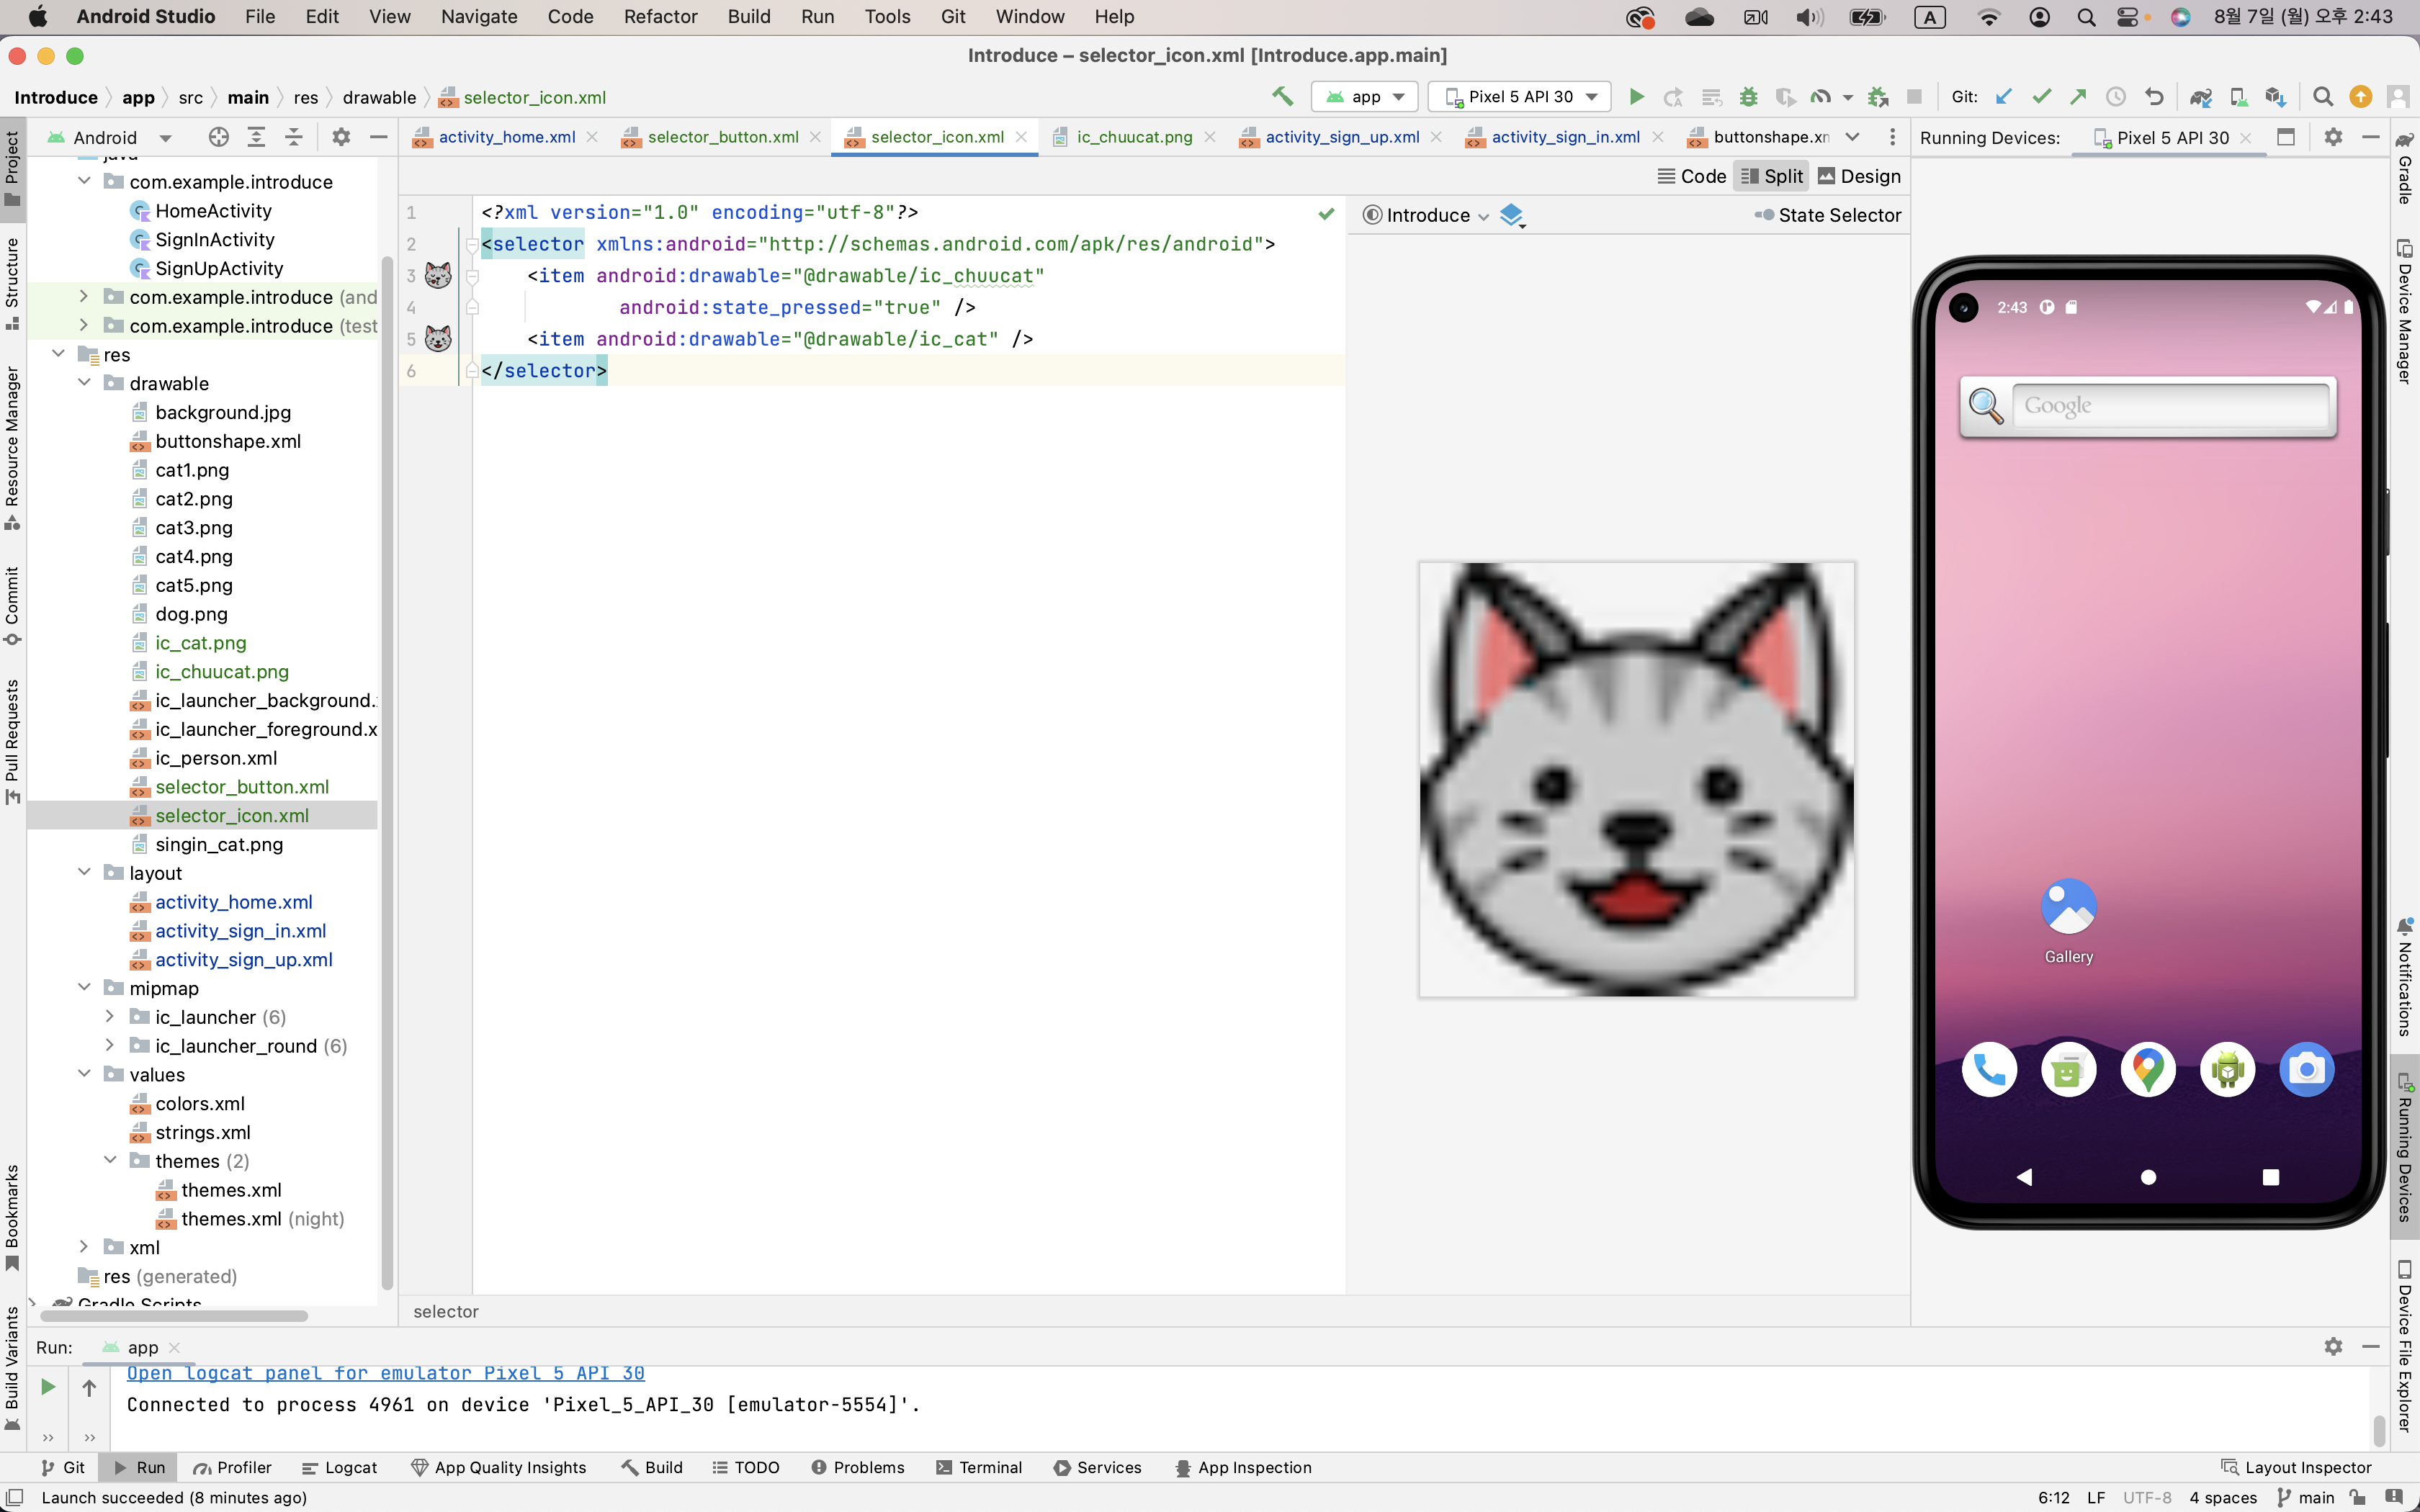 Android Studio File Edit View Navigate Code Refactor Build Run Tools Git Window Help A 8월 7일 (월) 오후 2:43
Introduce – selector_icon.xml [Introduce.app.main]
Introduce app src main res drawable selector_icon.xml app Pixel 5 API 30 Git:
Android activity_home.xml selector_button.xml selector_icon.xml ic_chuucat.png activity_sign_up.xml activity_sign_in.xml buttonshape.xn Running Devices: Pixel 5 API 30
Code Split Design
Introduce State Selector
Project
Structure
Resource Manager
Commit
Pull Requests
Bookmarks
Build Variants
java
com.example.introduce
HomeActivity
SignInActivity
SignUpActivity
com.example.introduce (and
com.example.introduce (test
res
drawable
background.jpg
buttonshape.xml
cat1.png
cat2.png
cat3.png
cat4.png
cat5.png
dog.png
ic_cat.png
ic_chuucat.png
ic_launcher_background.
ic_launcher_foreground.x
ic_person.xml
selector_button.xml
selector_icon.xml
singin_cat.png
layout
activity_home.xml
activity_sign_in.xml
activity_sign_up.xml
mipmap
ic_launcher (6)
ic_launcher_round (6)
values
colors.xml
strings.xml
themes (2)
themes.xml
themes.xml (night)
xml
res (generated)
Gradle Scripts
1 <?xml version="1.0" encoding="utf-8"?>
2 <selector xmlns:android="http://schemas.android.com/apk/res/android">
3 <item android:drawable="@drawable/ic_chuucat"
4 android:state_pressed="true" />
5 <item android:drawable="@drawable/ic_cat" />
6 </selector>
selector
2:43
Google
Gallery
Gradle
Device Manager
Notifications
Running Devices
Device File Explorer
Run: app
Open logcat panel for emulator Pixel 5 API 30
Connected to process 4961 on device 'Pixel_5_API_30 [emulator-5554]'.
Git Run Profiler Logcat App Quality Insights Build TODO Problems Terminal Services App Inspection Layout Inspector
Launch succeeded (8 minutes ago) 6:12 LF UTF-8 4 spaces main